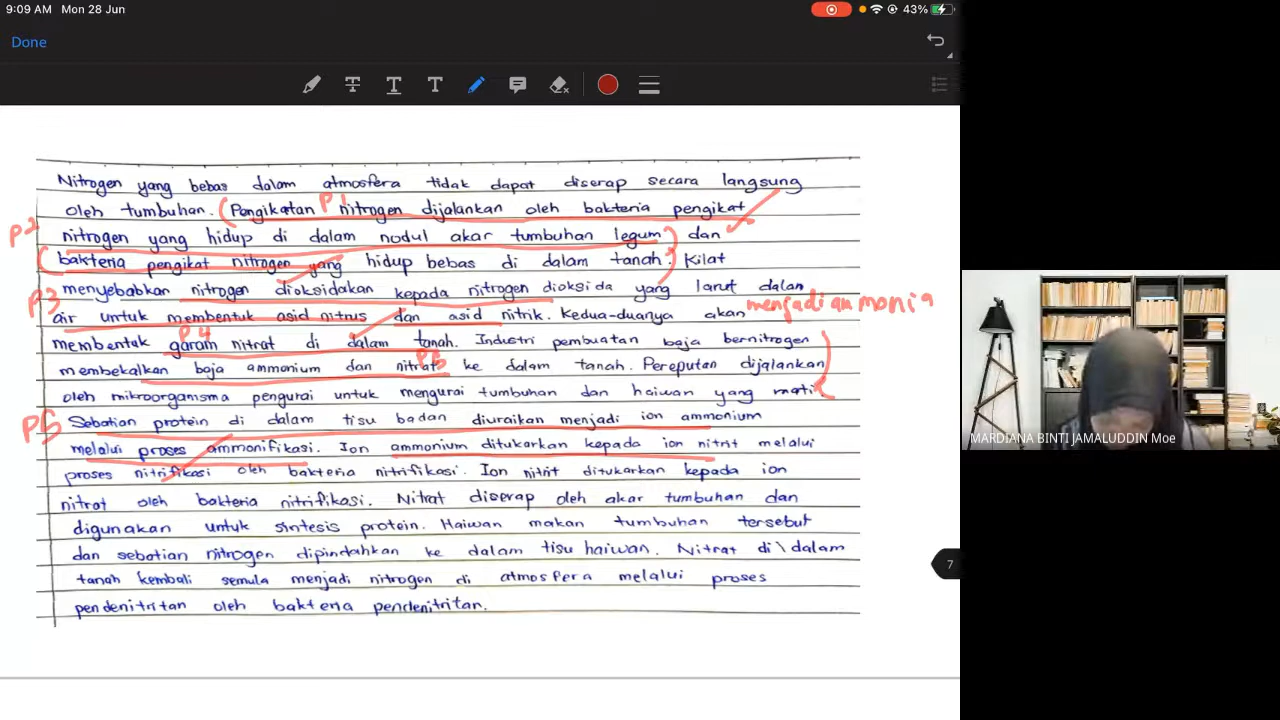 9:09 AM Mon 28 Jun
43%
Done
Nitrogen yang bebas dalam atmosfera tidak dapat diserap secara langsung
oleh tumbuhan. (Pengikatan nitrogen dijalankan oleh bakteria pengikat
P1
P2
nitrogen yang hidup di dalam nodul akar tumbuhan legum) dan
(bakteria pengikat nitrogen yang hidup bebas di dalam tanah.) Kilat
P3
menyebabkan nitrogen dioksidakan kepada nitrogen dioksida yang larut dalan
menjadi ammonia
air untuk membentuk asid nitrus dan asid nitrik. Kedua-duanya akan
P4
membentuk garam nitrat di dalam tanah. Industri pembuatan baja bernitrogen
P5
membekalkan baja ammonium dan nitrat ke dalam tanah. Pereputan dijalankan
oleh mikroorganisma pengurai untuk mengurai tumbuhan dan haiwan yang mati.
Sebatian protein di dalam tisu badan diuraikan menjadi ion ammonium
melalui proses ammonifikasi. Ion ammonium ditukarkan kepada ion nitrit melalui
proses nitrifikasi oleh bakteria nitrifikasi. Ion nitrit ditukarkan kepada ion
nitrat oleh bakteria nitrifikasi. Nitrat diserap oleh akar tumbuhan dan
digunakan untuk sintesis protein. Haiwan makan tumbuhan tersebut
dan sebatian nitrogen dipindahkan ke dalam tisu haiwan. Nitrat di\dalam
tanah kembali semula menjadi nitrogen di atmosfera melalui proses
pendenitritan oleh bakteria pendenitritan.
7
MARDIANA BINTI JAMALUDDIN Moe